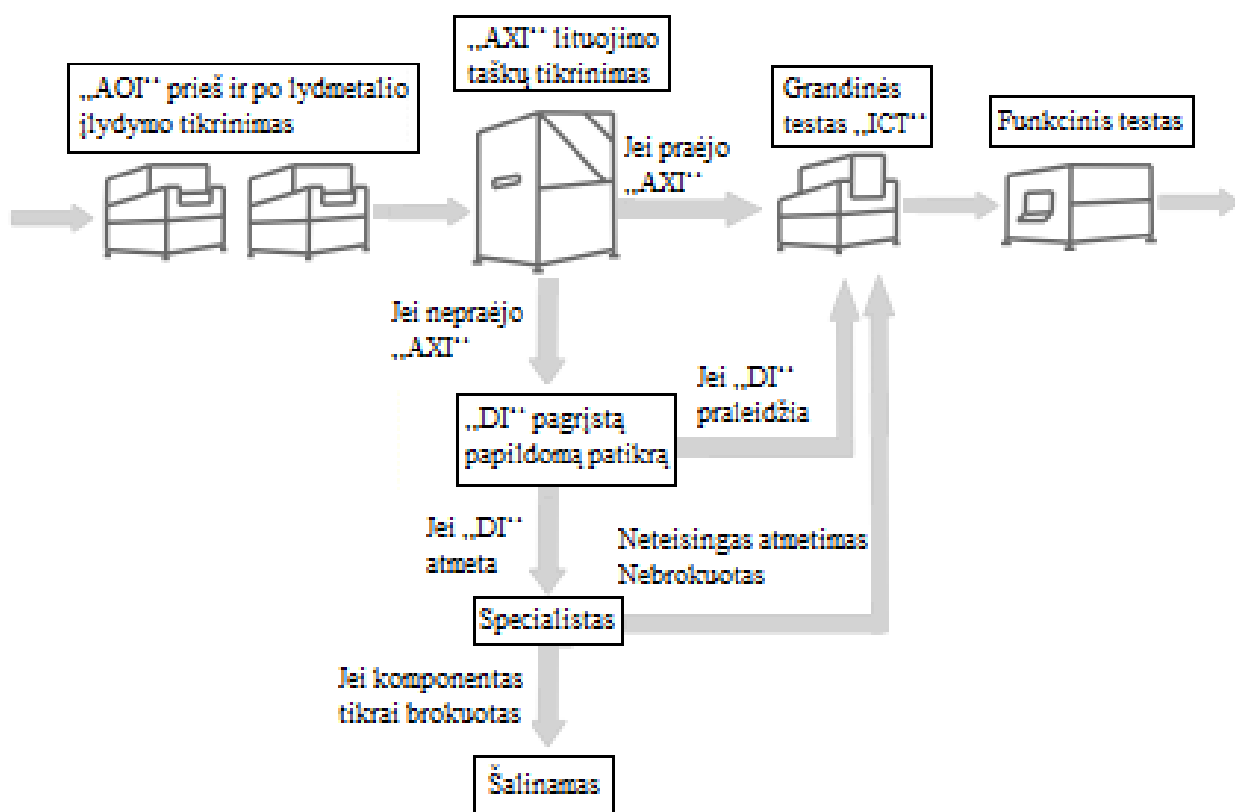 „AOI“ prieš ir po lydmetalio
įlydymo tikrinimas
„AXI“ lituojimo
taškų tikrinimas
Grandinės
testas „ICT“
Funkcinis testas
Jei praėjo
„AXI“
Jei nepraėjo
„AXI“
„DI“ pagrįstą
papildomą patikrą
Jei „DI“
praleidžia
Jei „DI“
atmeta
Neteisingas atmetimas
Nebrokuotas
Specialistas
Jei komponentas
tikrai brokuotas
Šalinamas